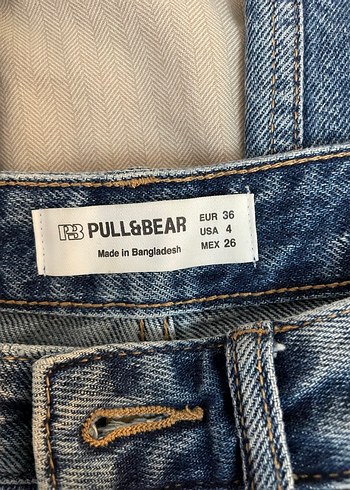 PB PULL&BEAR
Made in Bangladesh
EUR 36
USA 4
MEX 26